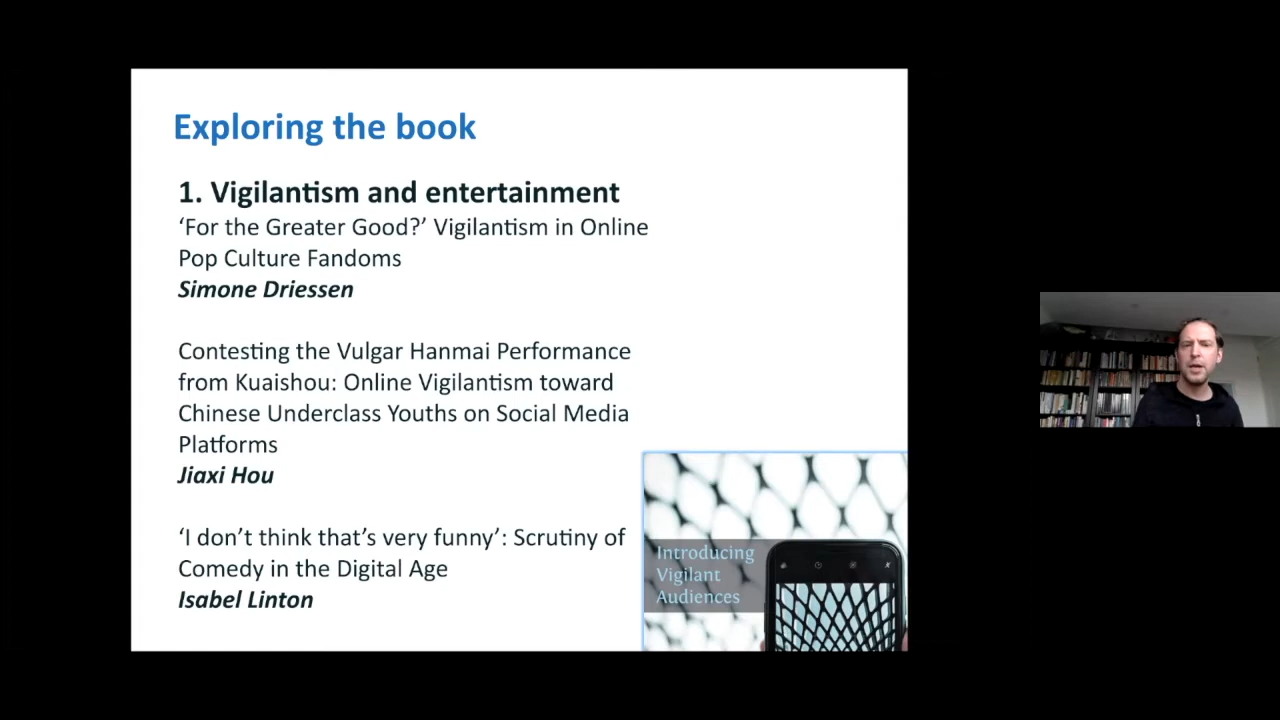 Exploring the book
1. Vigilantism and entertainment
‘For the Greater Good?’ Vigilantism in Online
Pop Culture Fandoms
Simone Driessen
Contesting the Vulgar Hanmai Performance
from Kuaishou: Online Vigilantism toward
Chinese Underclass Youths on Social Media
Platforms
Jiaxi Hou
‘I don’t think that’s very funny’: Scrutiny of
Comedy in the Digital Age
Isabel Linton
Introducing
Vigilant
Audiences